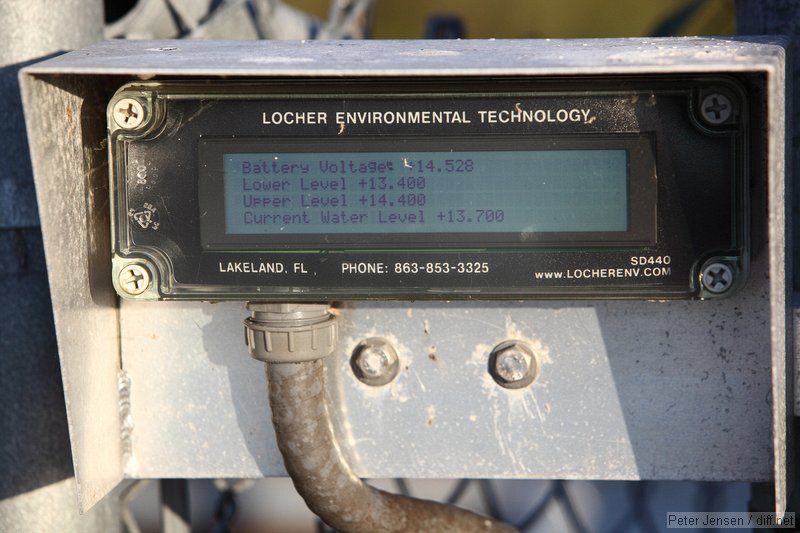 LOCHER ENVIRONMENTAL TECHNOLOGY
Battery Voltage +14.528
Lower Level +13.400
Upper Level +14.400
Current Water Level +13.700
LAKELAND, FL PHONE: 863-853-3325
SD440
WWW.LOCHERENV.COM
Peter Jensen / diff.net